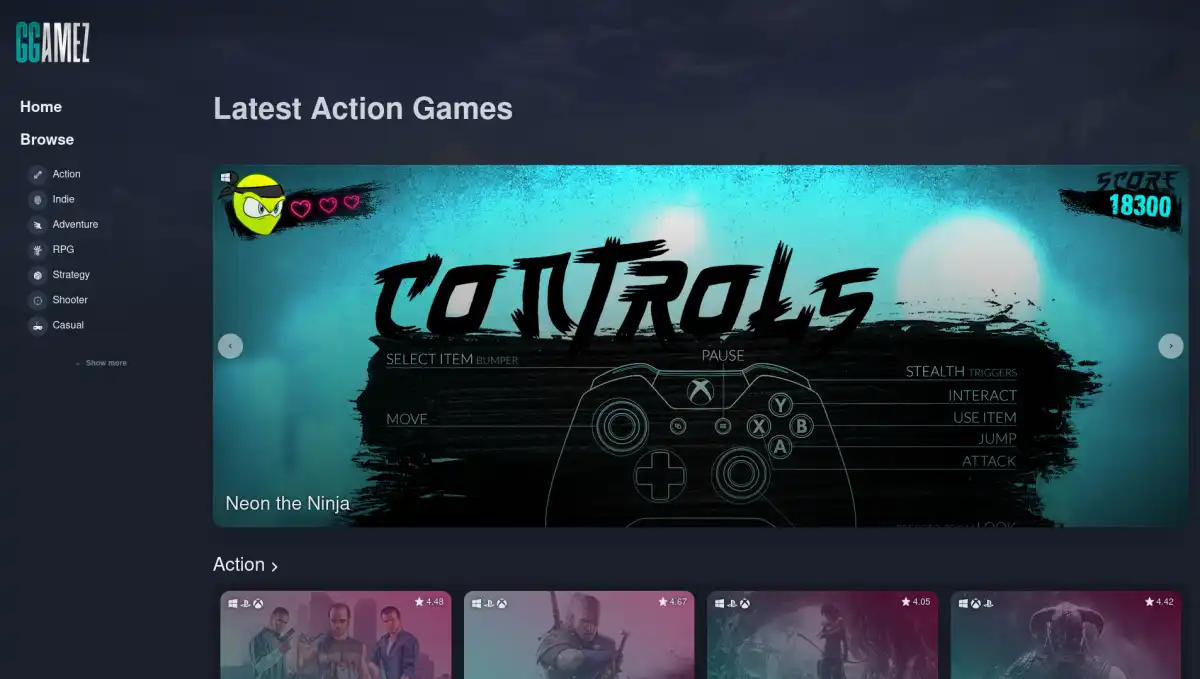 GGAMEZ
Home
Browse
Action
Indie
Adventure
RPG
Strategy
Shooter
Casual
Show more
Latest Action Games
SCORE
18300
CONTROLS
SELECT ITEM BUMPER
PAUSE
STEALTH TRIGGERS
INTERACT
MOVE
USE ITEM
JUMP
ATTACK
Y
X
B
A
LOOK
Neon the Ninja
Action
4.48
4.67
4.05
4.42